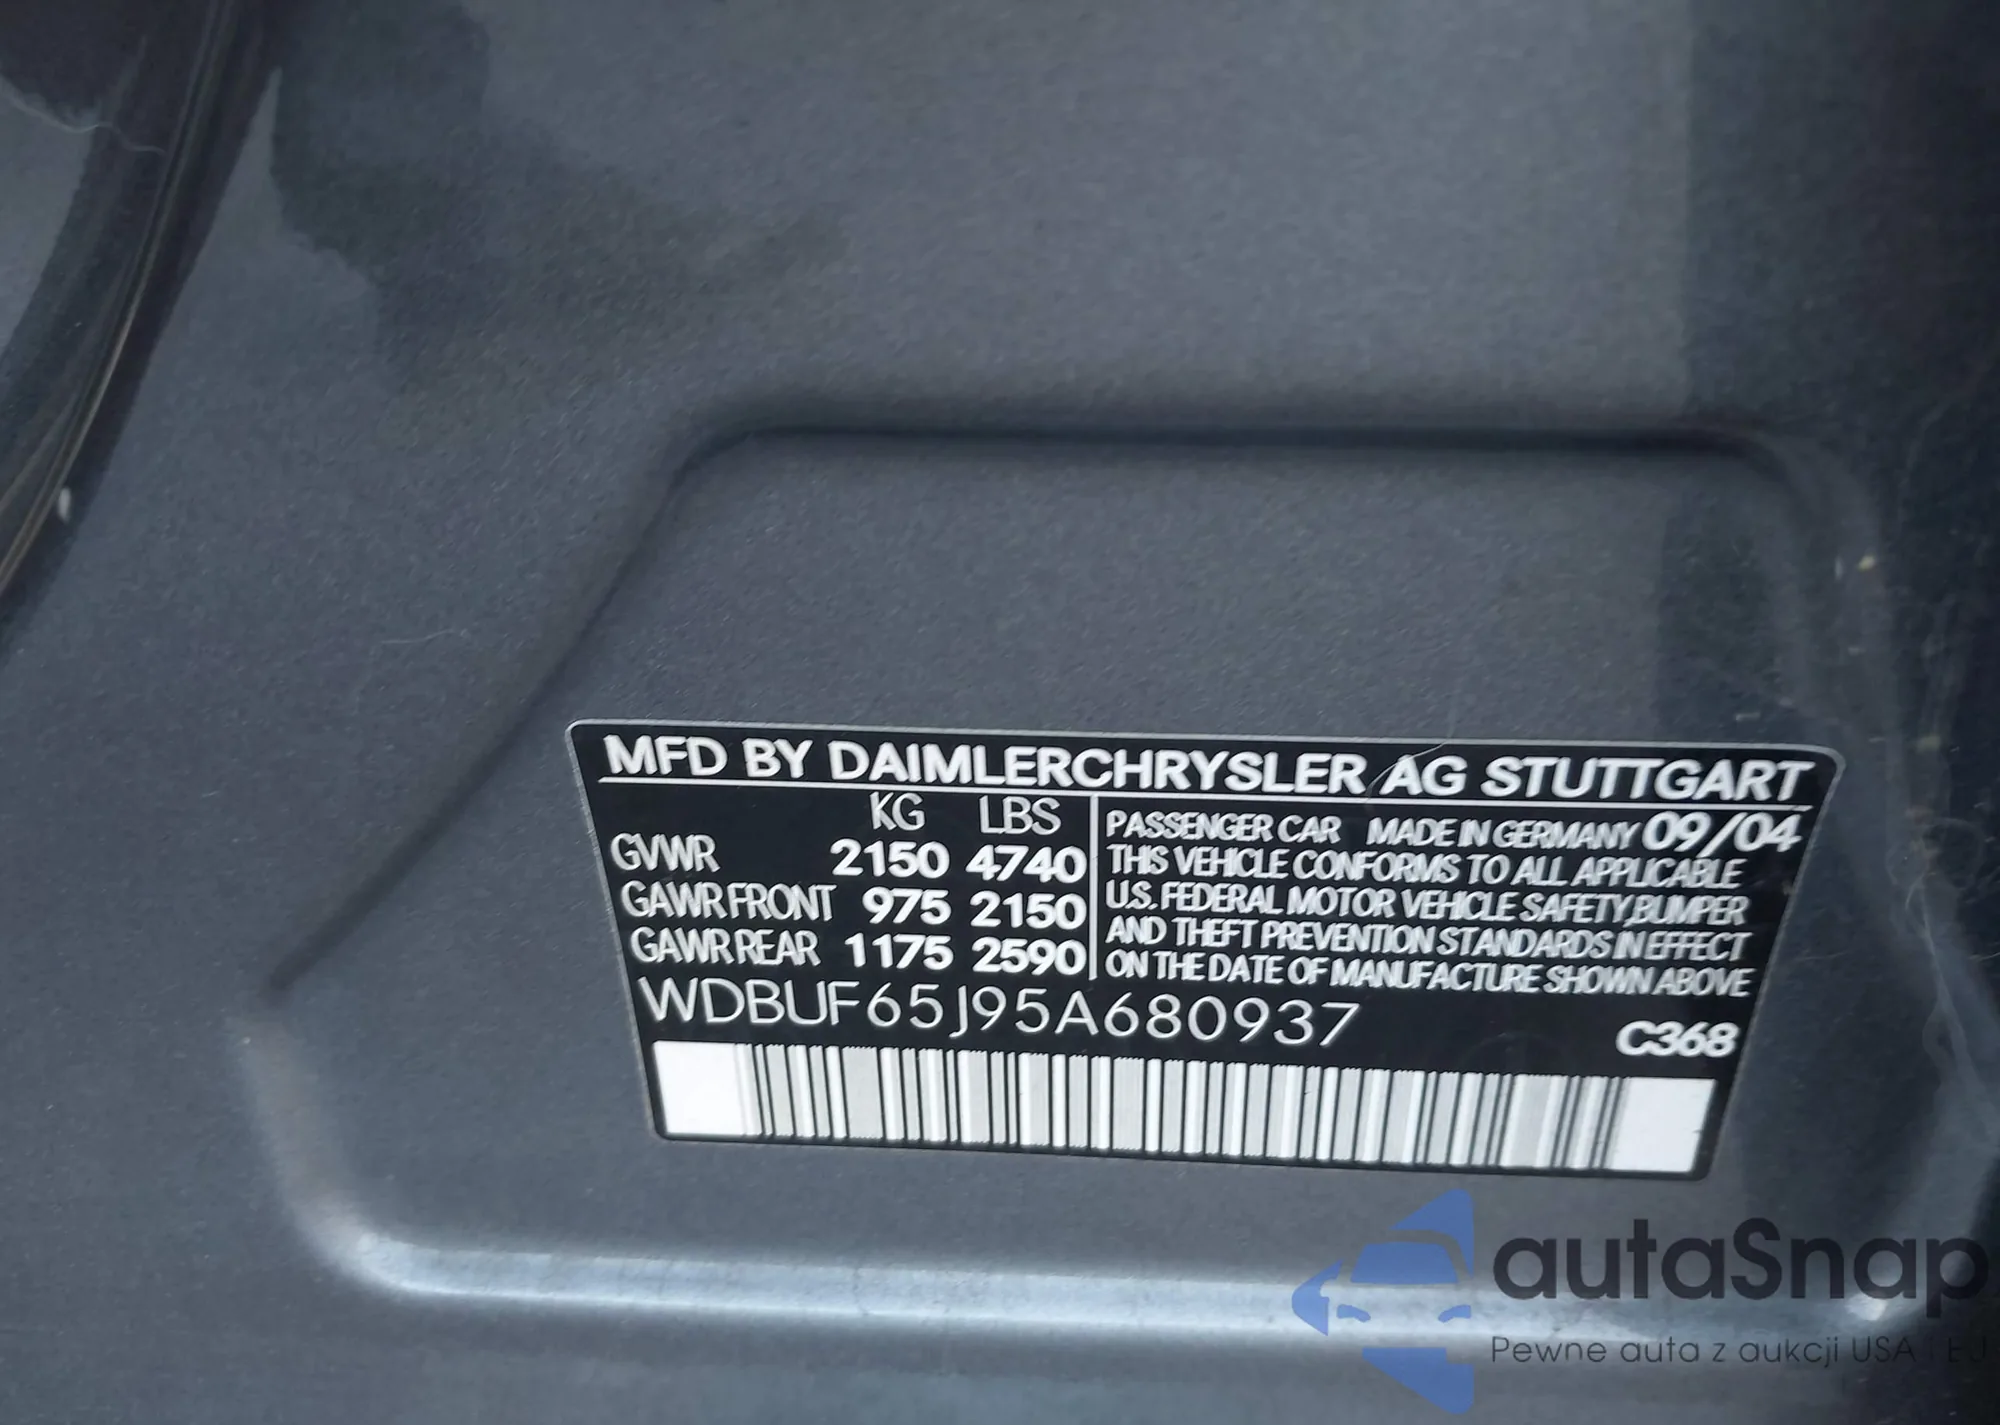 MFD BY DAIMLERCHRYSLER AG STUTTGART
KG LBS
GVWR 2150 4740
GAWR FRONT 975 2150
GAWR REAR 1175 2590
PASSENGER CAR MADE IN GERMANY 09/04
THIS VEHICLE CONFORMS TO ALL APPLICABLE
U.S. FEDERAL MOTOR VEHICLE SAFETY, BUMPER
AND THEFT PREVENTION STANDARDS IN EFFECT
ON THE DATE OF MANUFACTURE SHOWN ABOVE
WDBUF65J95A680937
C368
autaSnap
Pewne auta z aukcji USA i EU